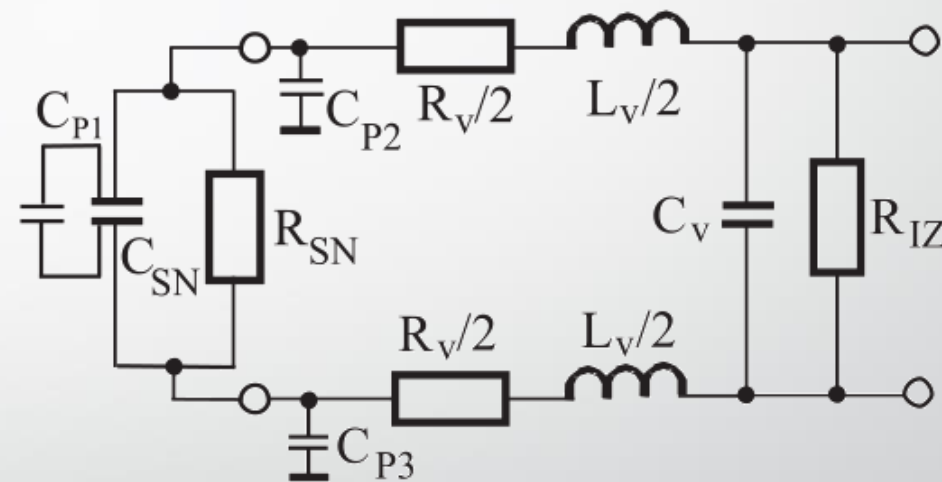 C_P1
C_P2
R_v/2
L_v/2
C_SN
R_SN
C_v
R_IZ
R_v/2
L_v/2
C_P3